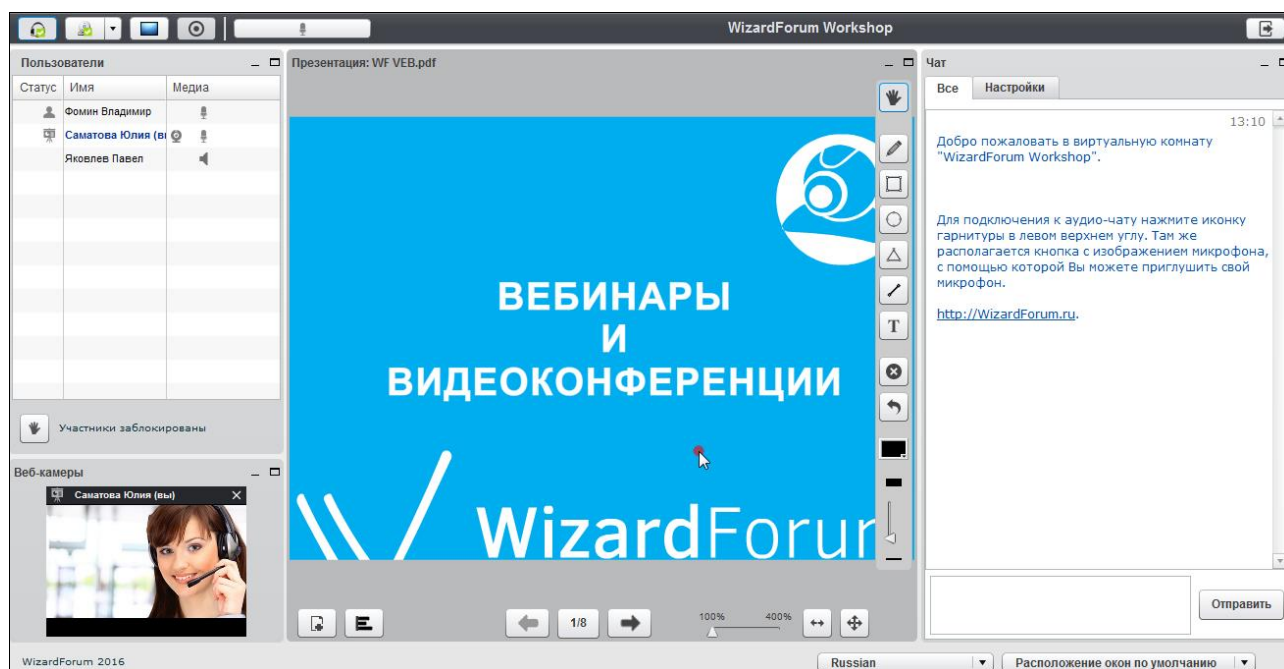 WizardForum Workshop
Пользователи
Статус Имя Медиа
Фомин Владимир
Саматова Юлия (вы
Яковлев Павел
Участники заблокированы
Веб-камеры
Саматова Юлия (вы)
WizardForum 2016
Презентация: WF VEB.pdf
ВЕБИНАРЫ
И
ВИДЕОКОНФЕРЕНЦИИ
WizardForum
T
1/8
100% 400%
Чат
Все Настройки
13:10
Добро пожаловать в виртуальную комнату
"WizardForum Workshop".
Для подключения к аудио-чату нажмите иконку
гарнитуры в левом верхнем углу. Там же
располагается кнопка с изображением микрофона,
с помощью которой Вы можете приглушить свой
микрофон.
http://WizardForum.ru.
Отправить
Russian
Расположение окон по умолчанию